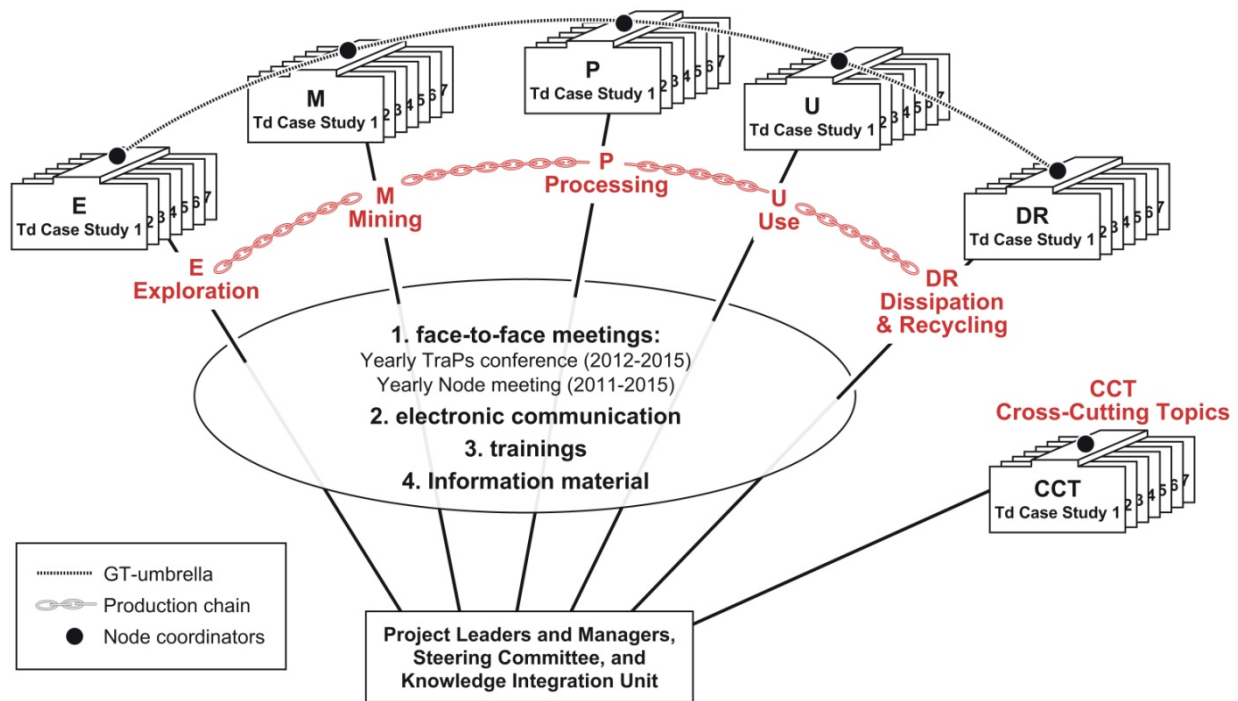 P
Td Case Study 1
2 3 4 5 6 7
M
Td Case Study 1
2 3 4 5 6 7
U
Td Case Study 1
2 3 4 5 6 7
E
Td Case Study 1
2 3 4 5 6 7
DR
Td Case Study 1
2 3 4 5 6 7
E
Exploration
M
Mining
P
Processing
U
Use
DR
Dissipation
& Recycling
1. face-to-face meetings:
Yearly TraPs conference (2012-2015)
Yearly Node meeting (2011-2015)
2. electronic communication
3. trainings
4. Information material
CCT
Cross-Cutting Topics
CCT
Td Case Study 1
2 3 4 5 6 7
GT-umbrella
Production chain
Node coordinators
Project Leaders and Managers,
Steering Committee, and
Knowledge Integration Unit